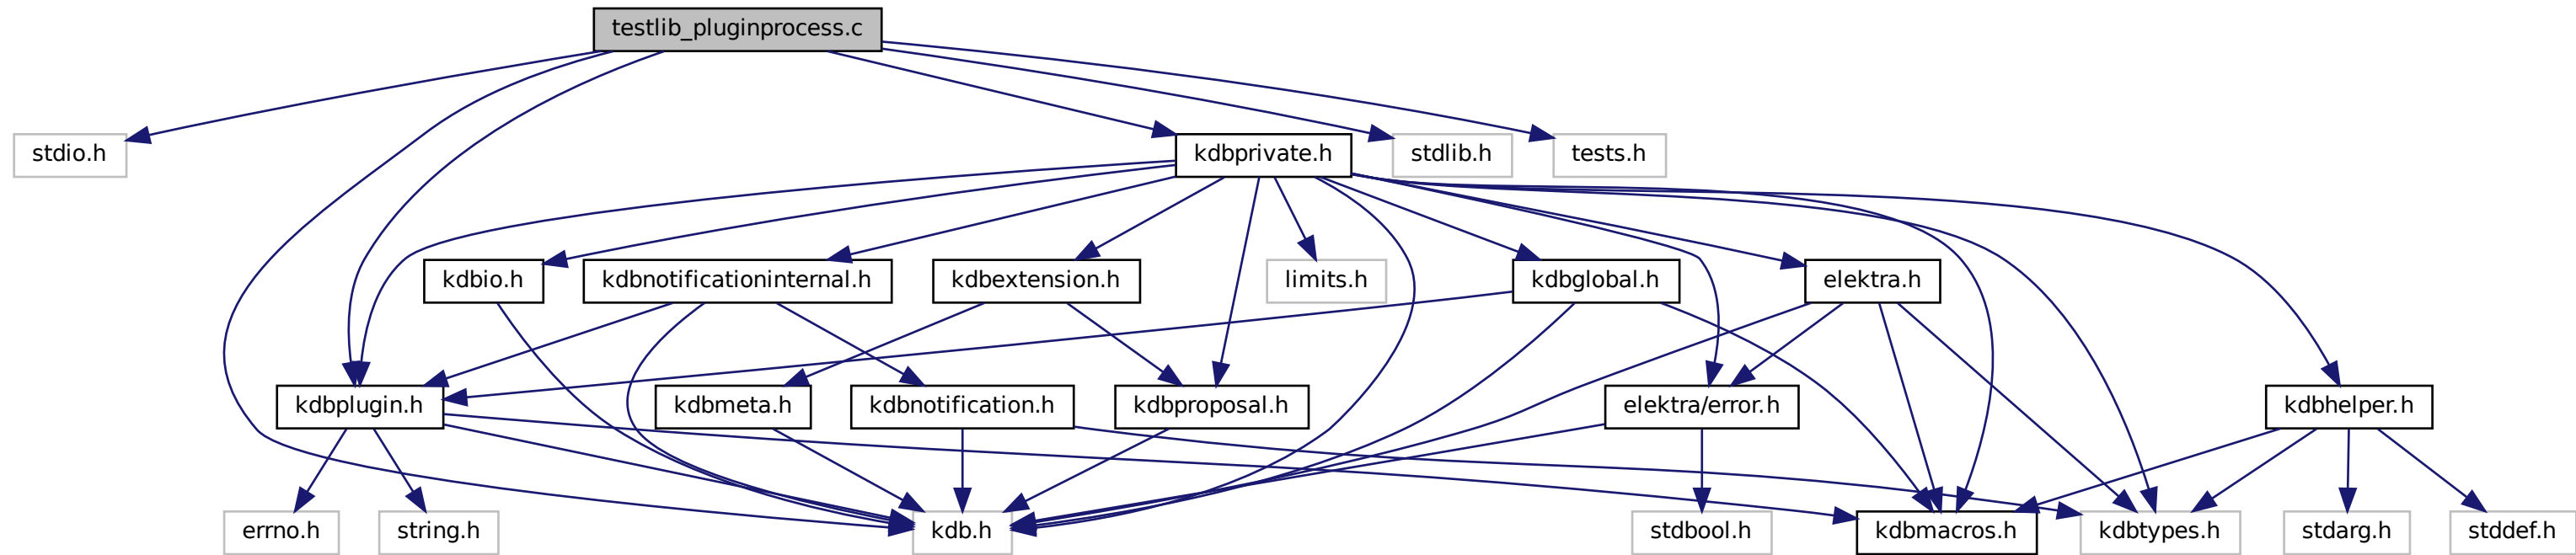 testlib_pluginprocess.c
stdio.h
kdbprivate.h
stdlib.h
tests.h
kdbio.h
kdbnotificationinternal.h
kdbextension.h
limits.h
kdbglobal.h
elektra.h
kdbplugin.h
kdbmeta.h
kdbnotification.h
kdbproposal.h
elektra/error.h
kdbhelper.h
errno.h
string.h
kdb.h
stdbool.h
kdbmacros.h
kdbtypes.h
stdarg.h
stddef.h